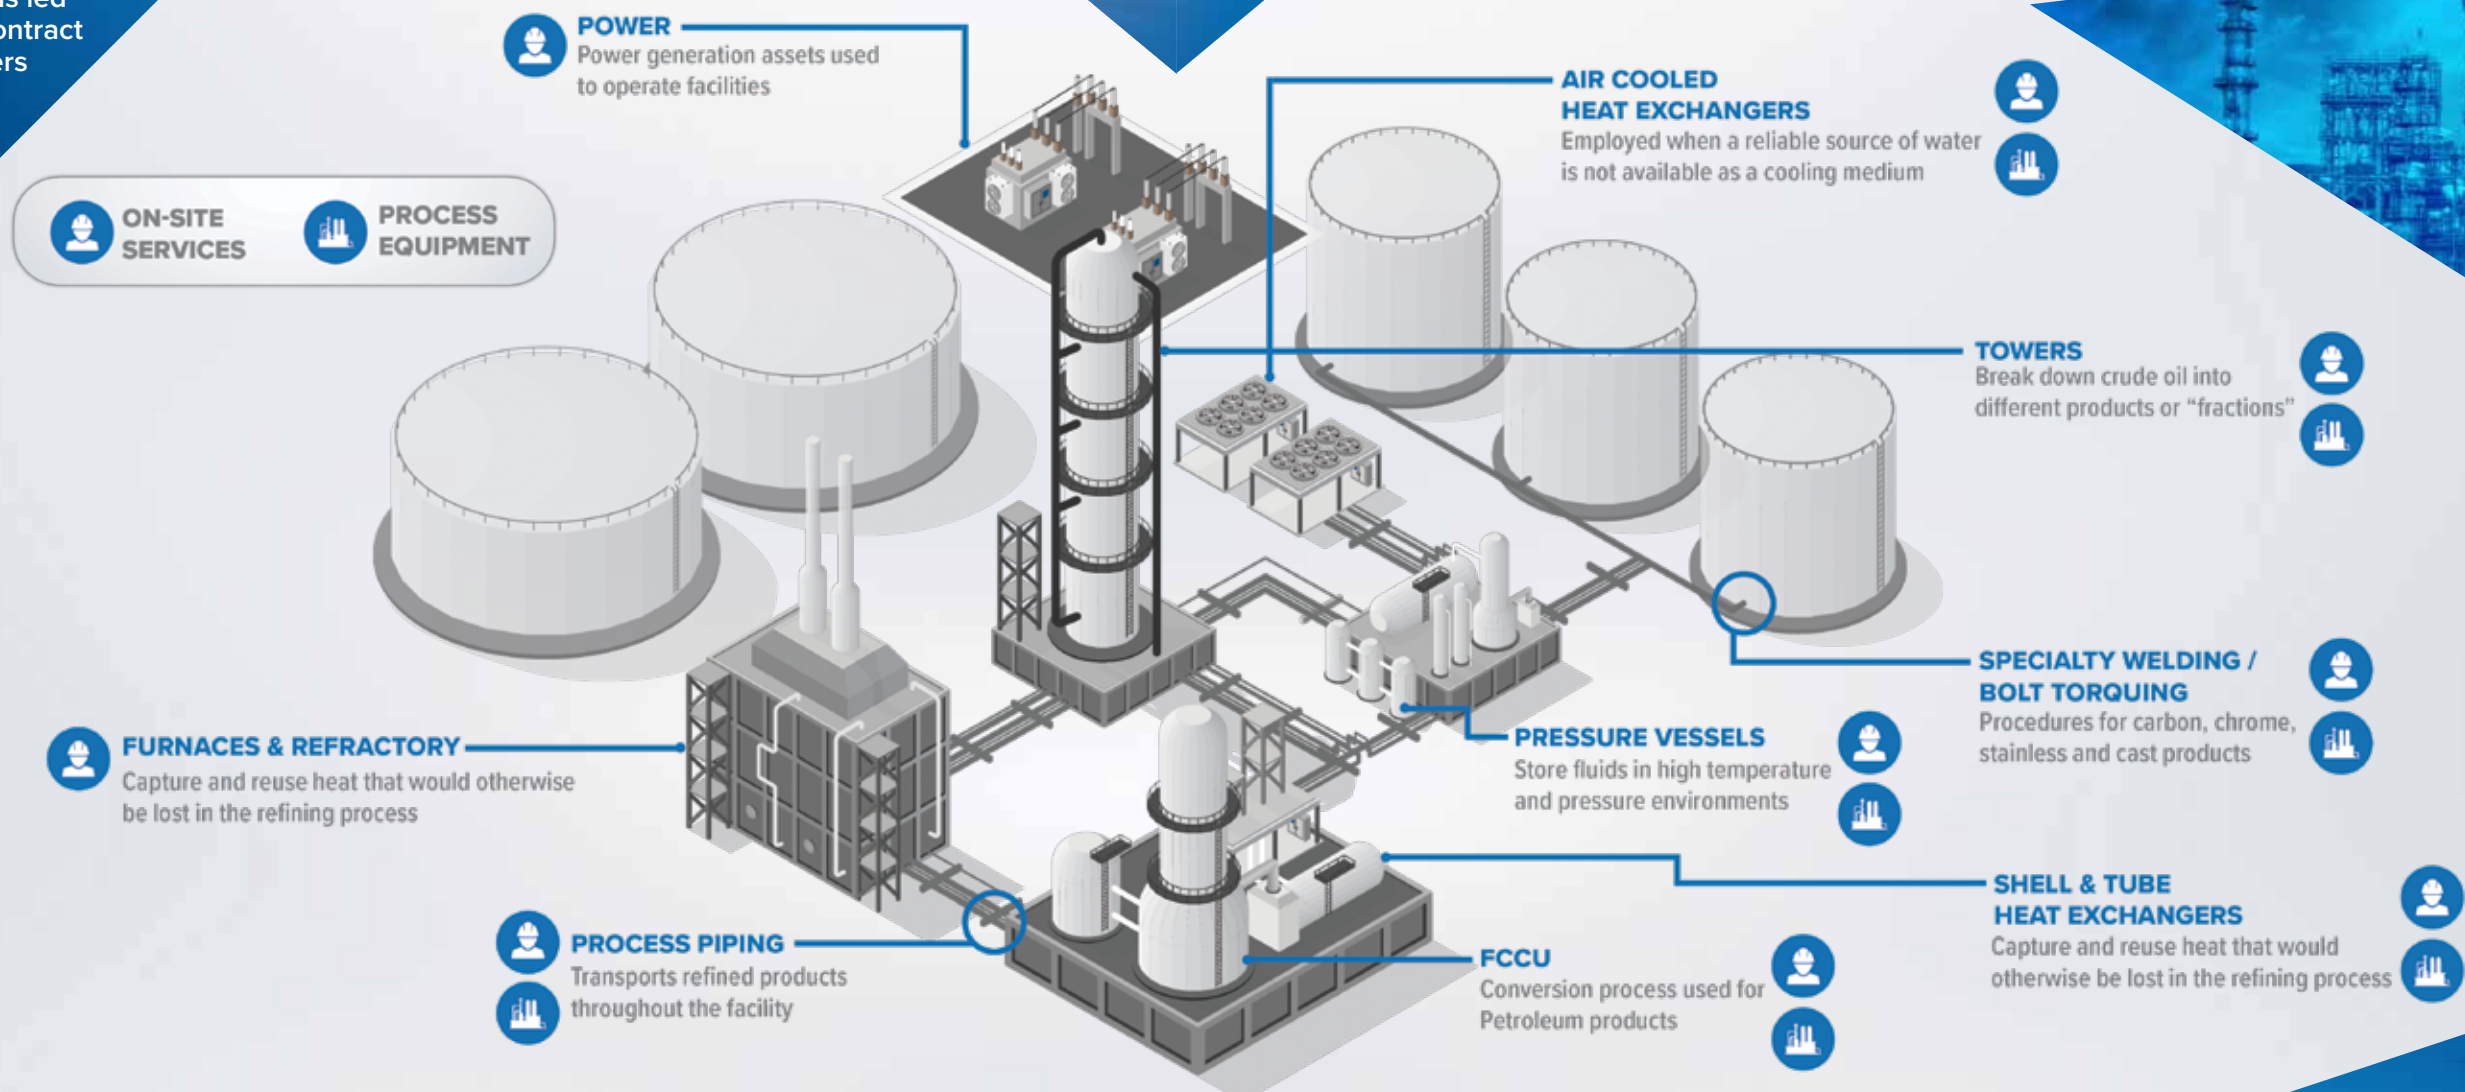 ontract
ers
POWER
Power generation assets used
to operate facilities
AIR COOLED
HEAT EXCHANGERS
Employed when a reliable source of water
is not available as a cooling medium
ON-SITE
SERVICES
PROCESS
EQUIPMENT
TOWERS
Break down crude oil into
different products or “fractions”
SPECIALTY WELDING /
BOLT TORQUING
Procedures for carbon, chrome,
stainless and cast products
FURNACES & REFRACTORY
Capture and reuse heat that would otherwise
be lost in the refining process
PRESSURE VESSELS
Store fluids in high temperature
and pressure environments
SHELL & TUBE
HEAT EXCHANGERS
Capture and reuse heat that would
otherwise be lost in the refining process
PROCESS PIPING
Transports refined products
throughout the facility
FCCU
Conversion process used for
Petroleum products